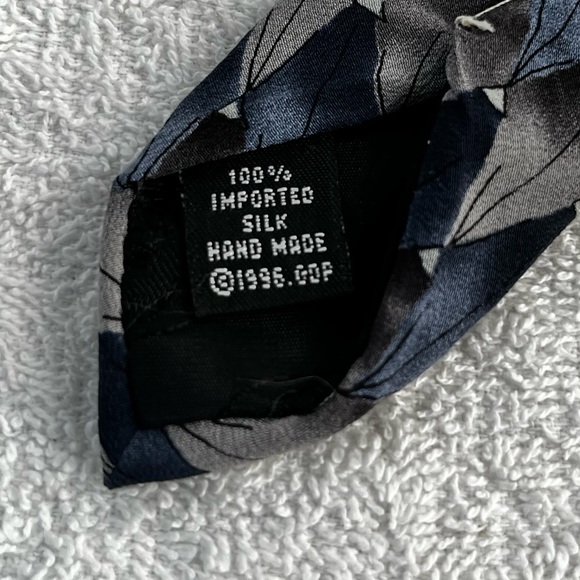 100%
IMPORTED
SILK
HAND MADE
©1996.GDP